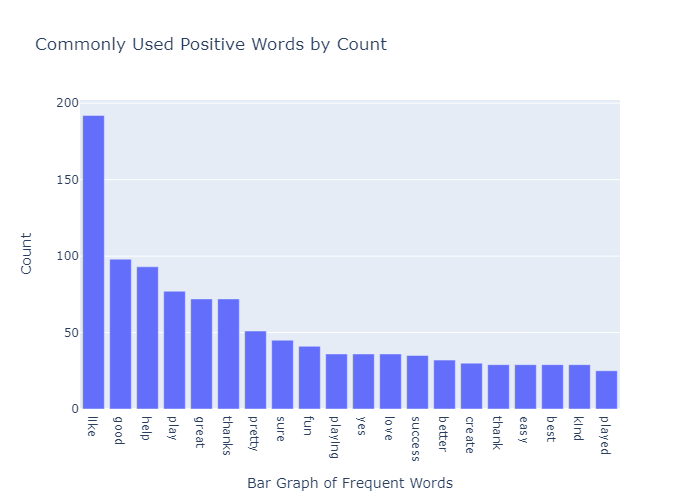 Commonly Used Positive Words by Count
200
150
100
50
0
Count
like
good
help
play
great
thanks
pretty
sure
fun
playing
yes
love
success
better
create
thank
easy
best
kind
played
Bar Graph of Frequent Words